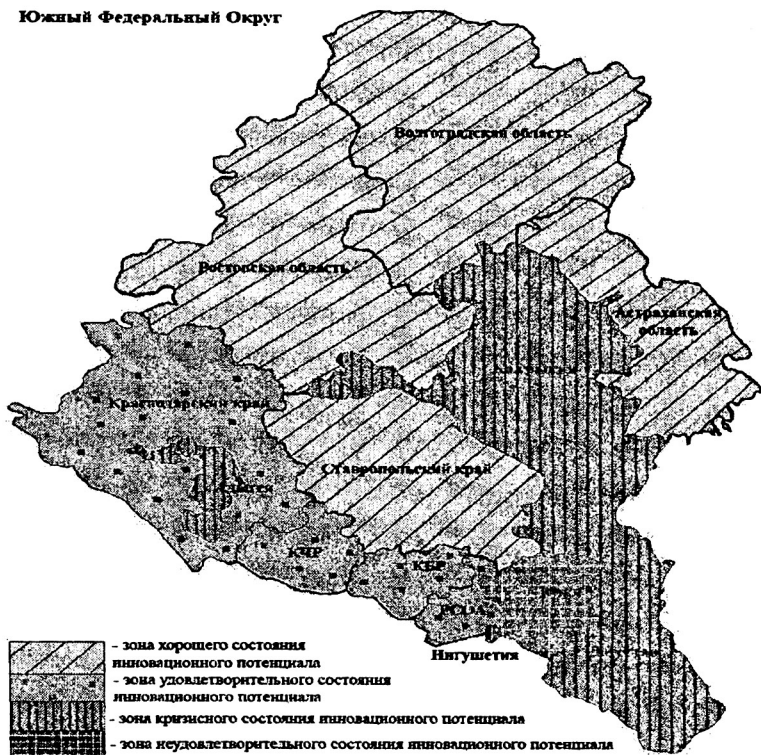 Южный Федеральный Округ
Волгоградская область
Ростовская область
Астраханская
область
Краснодарский край
Ставропольский край
КЧР
КБР
Ингушетия
- зона хорошего состояния
инновационного потенциала
- зона удовлетворительного состояния
инновационного потенциала
- зона кризисного состояния инновационного потенциала
- зона неудовлетворительного состояния инновационного потенциала